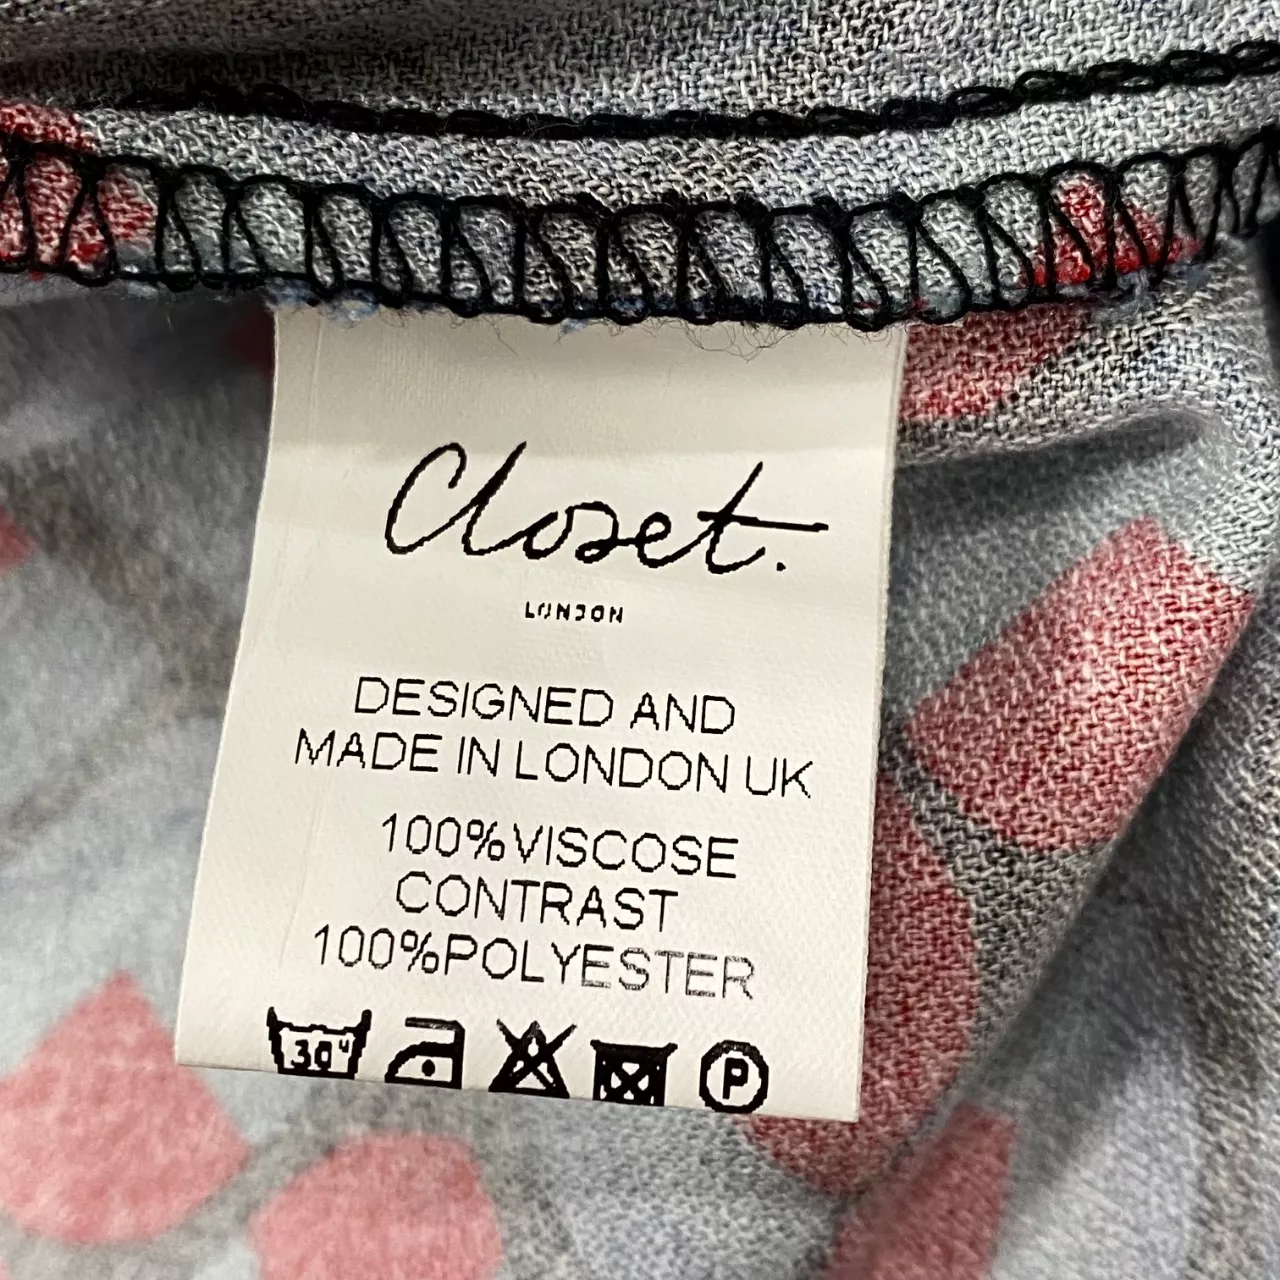 Closet.
LONDON
DESIGNED AND
MADE IN LONDON UK
100%VISCOSE
CONTRAST
100%POLYESTER
30° P